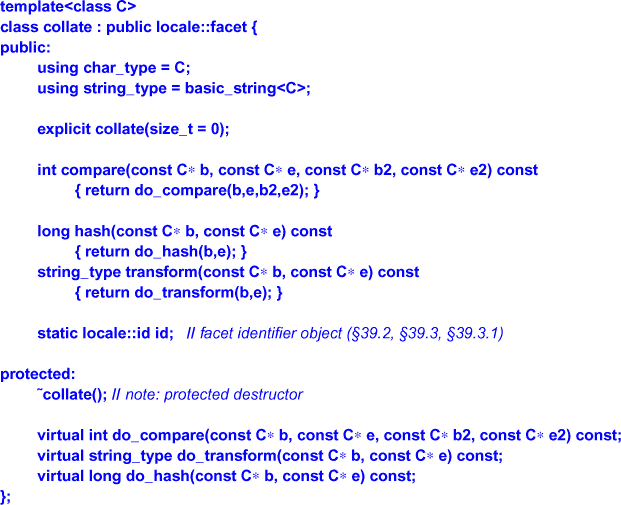 template<class C>
class collate : public locale::facet {
public:
using char_type = C;
using string_type = basic_string<C>;
explicit collate(size_t = 0);
int compare(const C∗ b, const C∗ e, const C∗ b2, const C∗ e2) const
{ return do_compare(b,e,b2,e2); }
long hash(const C∗ b, const C∗ e) const
{ return do_hash(b,e); }
string_type transform(const C∗ b, const C∗ e) const
{ return do_transform(b,e); }
static locale::id id; // facet identifier object (§39.2, §39.3, §39.3.1)
protected:
˜collate(); // note: protected destructor
virtual int do_compare(const C∗ b, const C∗ e, const C∗ b2, const C∗ e2) const;
virtual string_type do_transform(const C∗ b, const C∗ e) const;
virtual long do_hash(const C∗ b, const C∗ e) const;
};